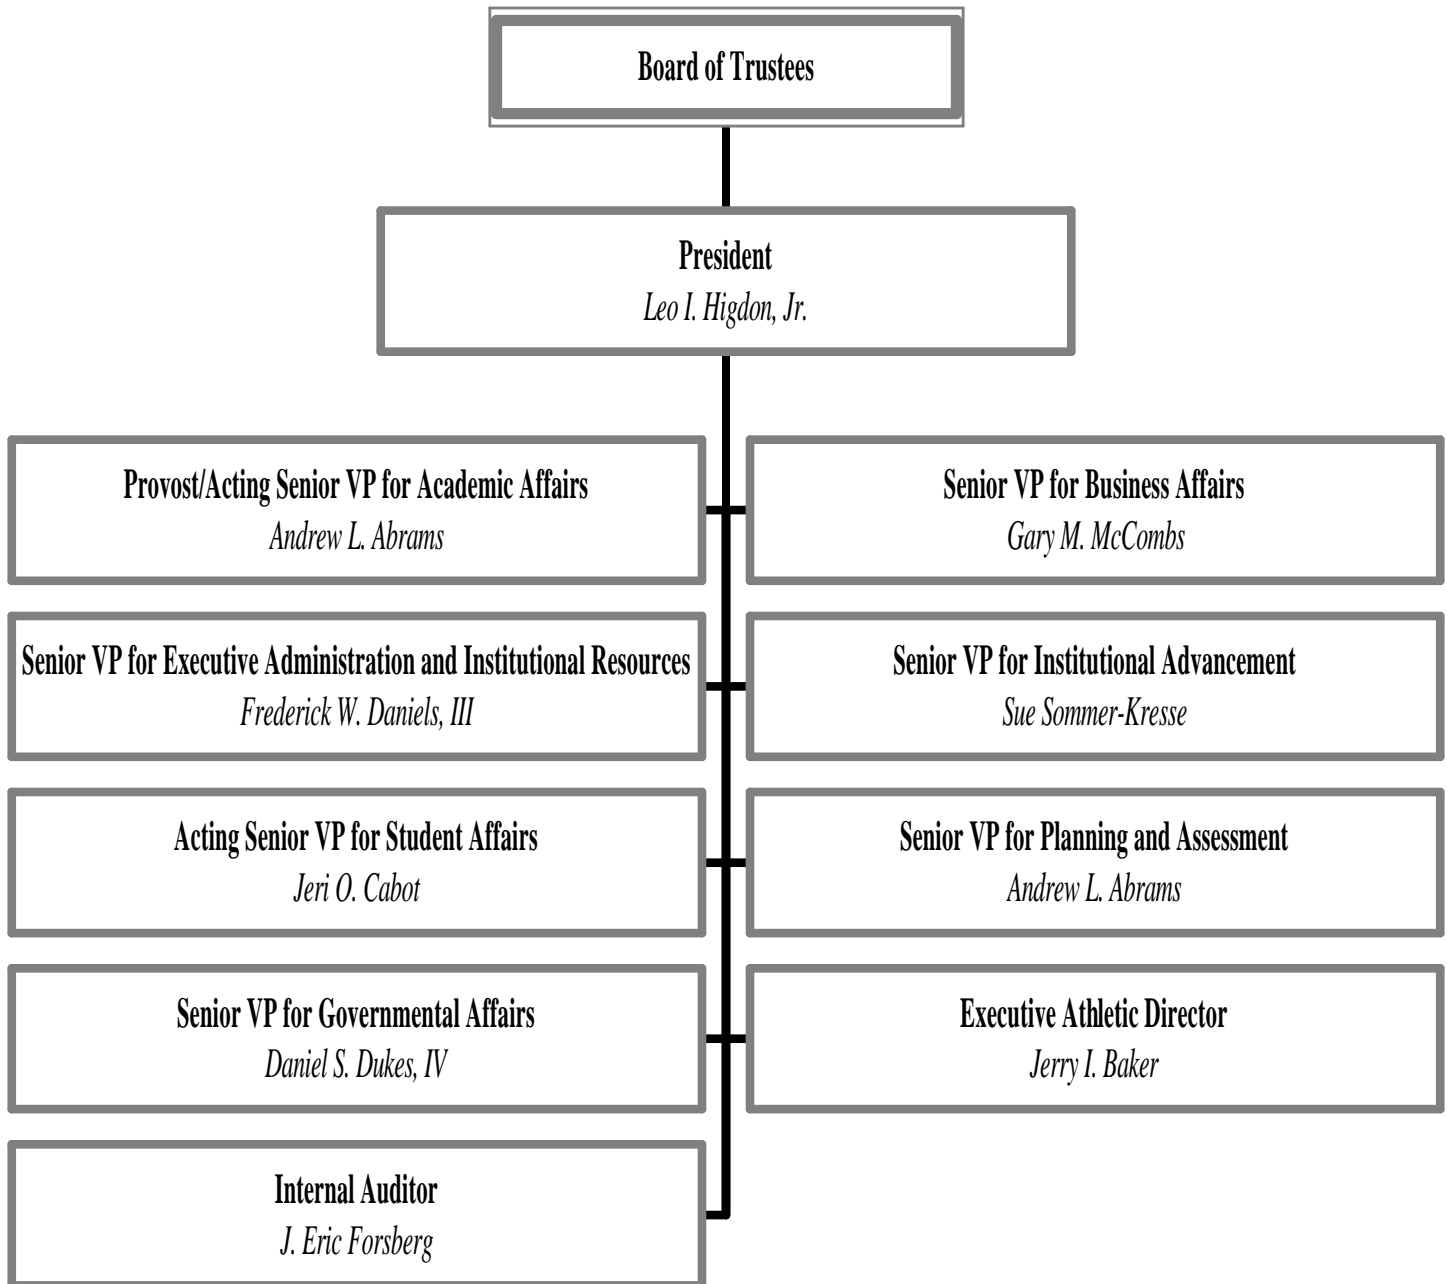 Board of Trustees
President
Leo I. Higdon, Jr.
Provost/Acting Senior VP for Academic Affairs
Andrew L. Abrams
Senior VP for Business Affairs
Gary M. McCombs
Senior VP for Executive Administration and Institutional Resources
Frederick W. Daniels, III
Senior VP for Institutional Advancement
Sue Sommer-Kresse
Acting Senior VP for Student Affairs
Jeri O. Cabot
Senior VP for Planning and Assessment
Andrew L. Abrams
Senior VP for Governmental Affairs
Daniel S. Dukes, IV
Executive Athletic Director
Jerry I. Baker
Internal Auditor
J. Eric Forsberg